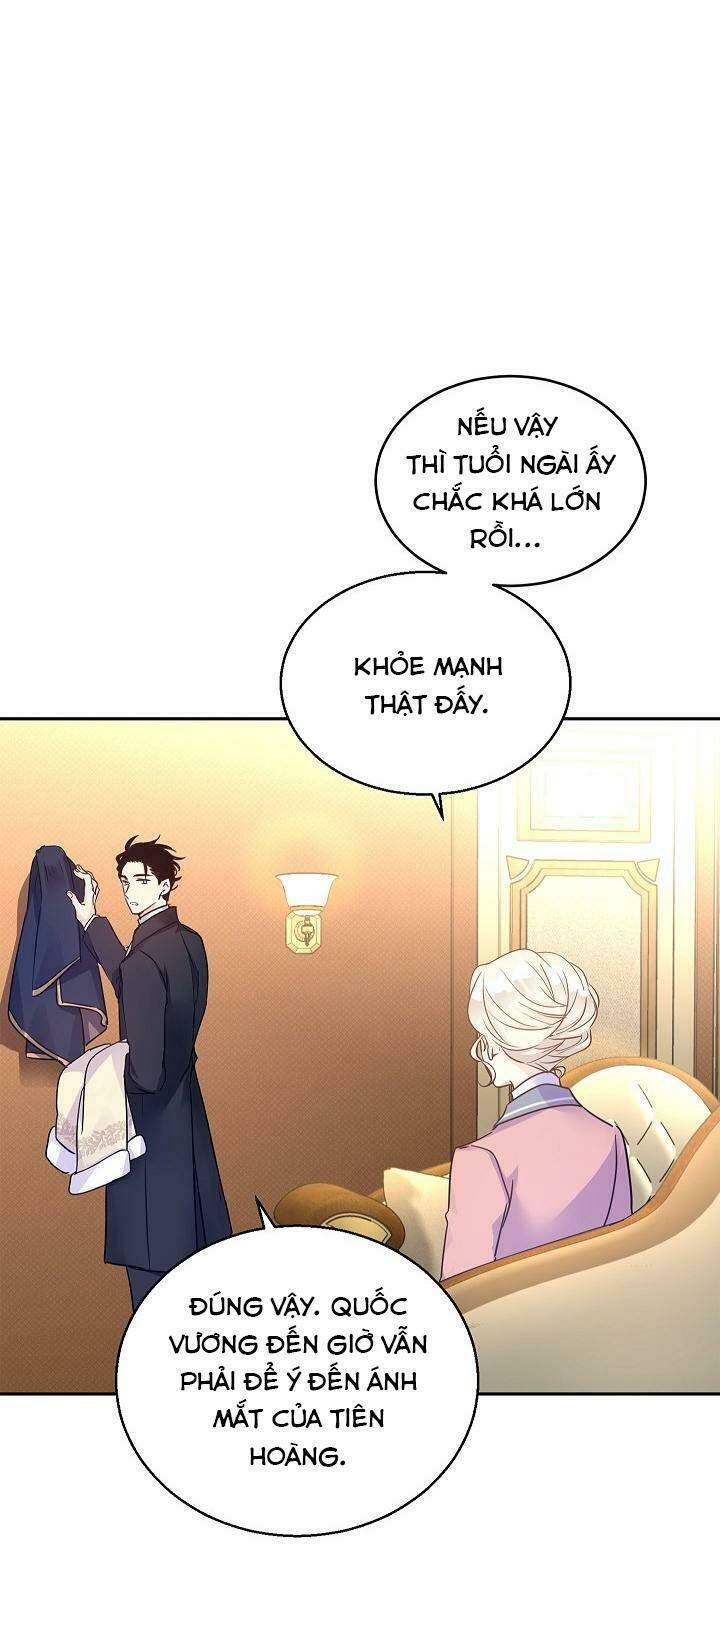 NẾU VẬY
THÌ TUỔI NGÀI ẤY
CHẮC KHÁ LỚN
RỒI...
KHỎE MẠNH
THẬT ĐẤY.
ĐÚNG VẬY. QUỐC
VƯƠNG ĐẾN GIỜ VẪN
PHẢI ĐỂ Ý ĐẾN ÁNH
MẮT CỦA TIÊN
HOÀNG.